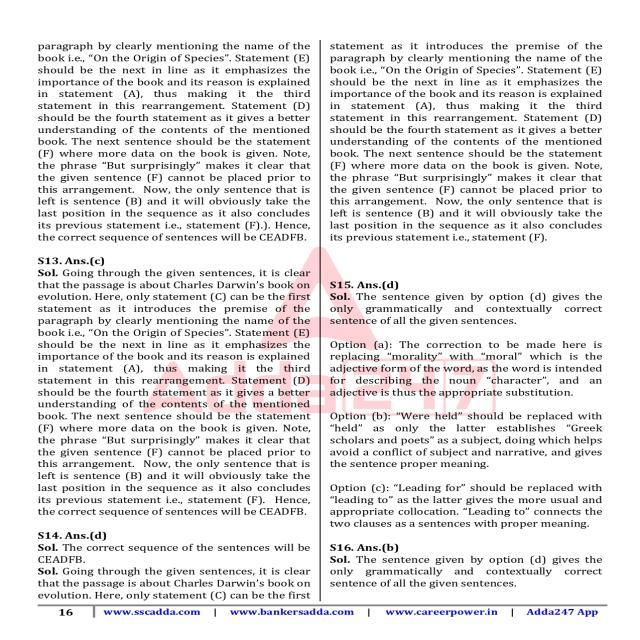 paragraph by clearly mentioning the name of the
book i.e., “On the Origin of Species”. Statement (E)
should be the next in line as it emphasizes the
importance of the book and its reason is explained
in statement (A), thus making it the third
statement in this rearrangement. Statement (D)
should be the fourth statement as it gives a better
understanding of the contents of the mentioned
book. The next sentence should be the statement
(F) where more data on the book is given. Note,
the phrase “But surprisingly” makes it clear that
the given sentence (F) cannot be placed prior to
this arrangement. Now, the only sentence that is
left is sentence (B) and it will obviously take the
last position in the sequence as it also concludes
its previous statement i.e., statement (F).). Hence,
the correct sequence of sentences will be CEADFB.
S13. Ans.(c)
Sol. Going through the given sentences, it is clear
that the passage is about Charles Darwin’s book on
evolution. Here, only statement (C) can be the first
statement as it introduces the premise of the
paragraph by clearly mentioning the name of the
book i.e., “On the Origin of Species”. Statement (E)
should be the next in line as it emphasizes the
importance of the book and its reason is explained
in statement (A), thus making it the third
statement in this rearrangement. Statement (D)
should be the fourth statement as it gives a better
understanding of the contents of the mentioned
book. The next sentence should be the statement
(F) where more data on the book is given. Note,
the phrase “But surprisingly” makes it clear that
the given sentence (F) cannot be placed prior to
this arrangement. Now, the only sentence that is
left is sentence (B) and it will obviously take the
last position in the sequence as it also concludes
its previous statement i.e., statement (F). Hence,
the correct sequence of sentences will be CEADFB.
S14. Ans.(d)
Sol. The correct sequence of the sentences will be
CEADFB.
Sol. Going through the given sentences, it is clear
that the passage is about Charles Darwin’s book on
evolution. Here, only statement (C) can be the first
statement as it introduces the premise of the
paragraph by clearly mentioning the name of the
book i.e., “On the Origin of Species”. Statement (E)
should be the next in line as it emphasizes the
importance of the book and its reason is explained
in statement (A), thus making it the third
statement in this rearrangement. Statement (D)
should be the fourth statement as it gives a better
understanding of the contents of the mentioned
book. The next sentence should be the statement
(F) where more data on the book is given. Note,
the phrase “But surprisingly” makes it clear that
the given sentence (F) cannot be placed prior to
this arrangement. Now, the only sentence that is
left is sentence (B) and it will obviously take the
last position in the sequence as it also concludes
its previous statement i.e., statement (F).
S15. Ans.(d)
Sol. The sentence given by option (d) gives the
only grammatically and contextually correct
sentence of all the given sentences.
Option (a): The correction to be made here is
replacing “morality” with “moral” which is the
adjective form of the word, as the word is intended
for describing the noun “character”, and an
adjective is thus the appropriate substitution.
Option (b): “Were held” should be replaced with
“held” as only the latter establishes “Greek
scholars and poets” as a subject, doing which helps
avoid a conflict of subject and narrative, and gives
the sentence proper meaning.
Option (c): “Leading for” should be replaced with
“leading to” as the latter gives the more usual and
appropriate collocation. “Leading to” connects the
two clauses as a sentences with proper meaning.
S16. Ans.(b)
Sol. The sentence given by option (d) gives the
only grammatically and contextually correct
sentence of all the given sentences.
Adda247
16 | www.sscadda.com | www.bankersadda.com | www.careerpower.in | Adda247 App